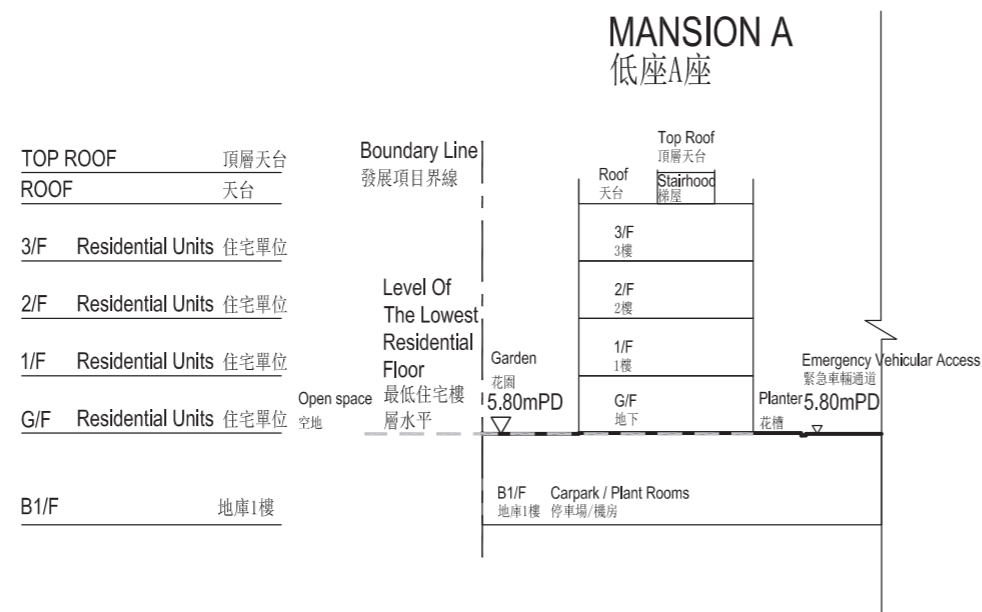 MANSION A
低座A座
TOP ROOF 頂層天台
ROOF 天台
3/F Residential Units 住宅單位
2/F Residential Units 住宅單位
1/F Residential Units 住宅單位
G/F Residential Units 住宅單位
B1/F 地庫1樓
Boundary Line
發展項目界線
Level Of
The Lowest
Residential
Floor
最低住宅樓
層水平
Open space
空地
Garden
花園
5.80mPD
Top Roof
頂層天台
Roof
天台
Stairhood
梯屋
3/F
3樓
2/F
2樓
1/F
1樓
G/F
地下
Emergency Vehicular Access
緊急車輛通道
Planter
花槽
5.80mPD
B1/F Carpark / Plant Rooms
地庫1樓 停車場/機房